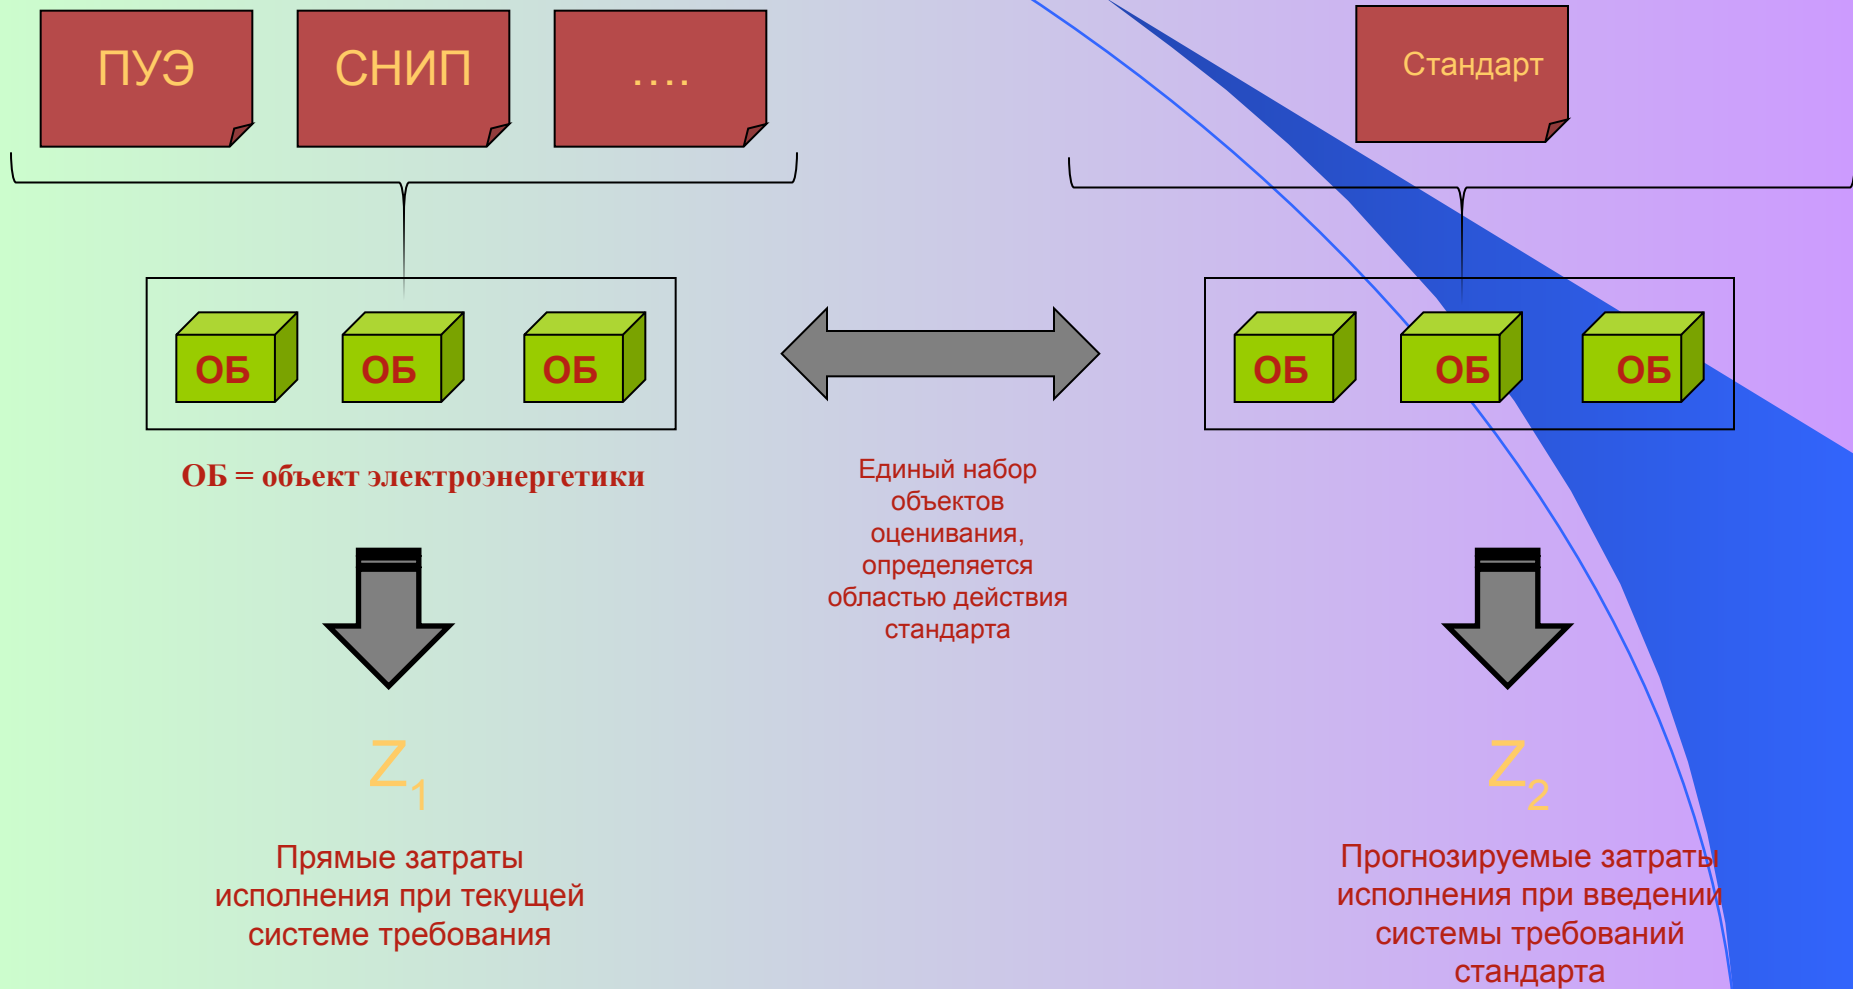 ПУЭ
СНИП
....
Стандарт
ОБ
ОБ
ОБ
ОБ
ОБ
ОБ
ОБ = объект электроэнергетики
Единый набор
объектов
оценивания,
определяется
областью действия
стандарта
Z1
Z2
Прямые затраты
исполнения при текущей
системе требования
Прогнозируемые затраты
исполнения при введении
системы требований
стандарта